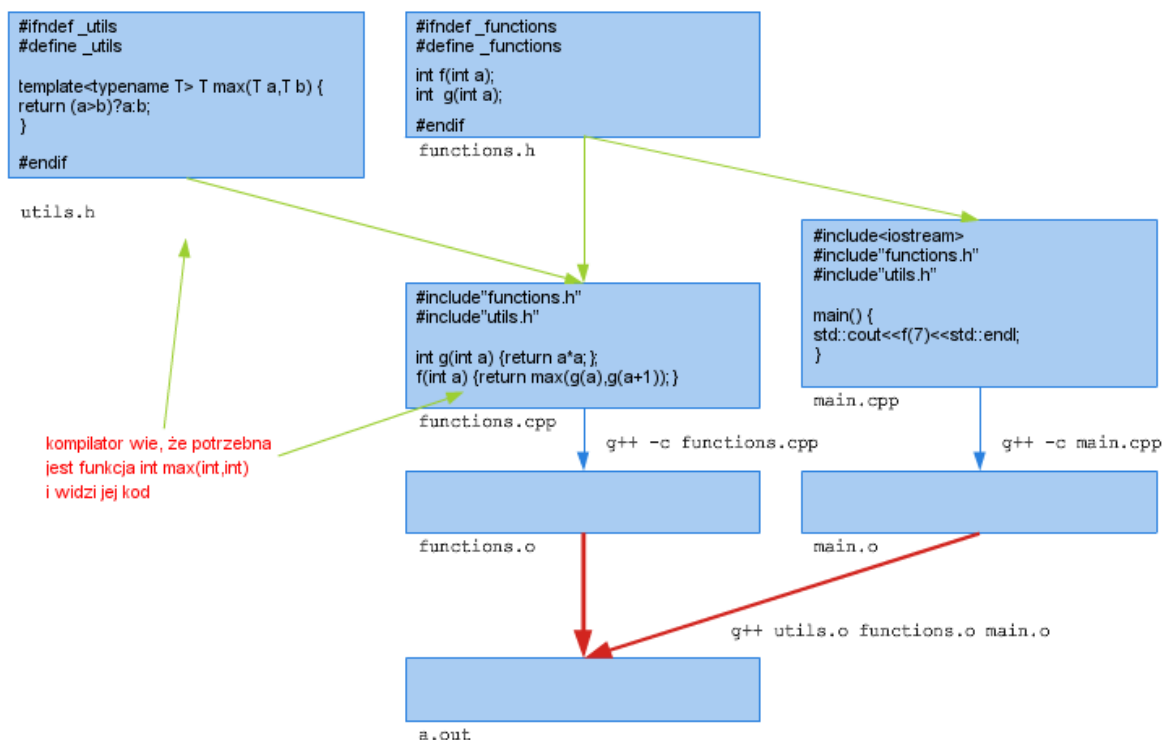 #ifndef _utils
#define _utils
template<typename T> T max(T a,T b) {
return (a>b)?a:b;
}
#endif
utils.h
#ifndef _functions
#define _functions
int f(int a);
int g(int a);
#endif
functions.h
#include<iostream>
#include"functions.h"
#include"utils.h"
main() {
std::cout<<f(7)<<std::endl;
}
main.cpp
#include"functions.h"
#include"utils.h"
int g(int a) {return a*a; };
f(int a) {return max(g(a),g(a+1)); }
functions.cpp
kompilator wie, że potrzebna
jest funkcja int max(int,int)
i widzi jej kod
g++ -c functions.cpp
g++ -c main.cpp
functions.o
main.o
g++ utils.o functions.o main.o
a.out